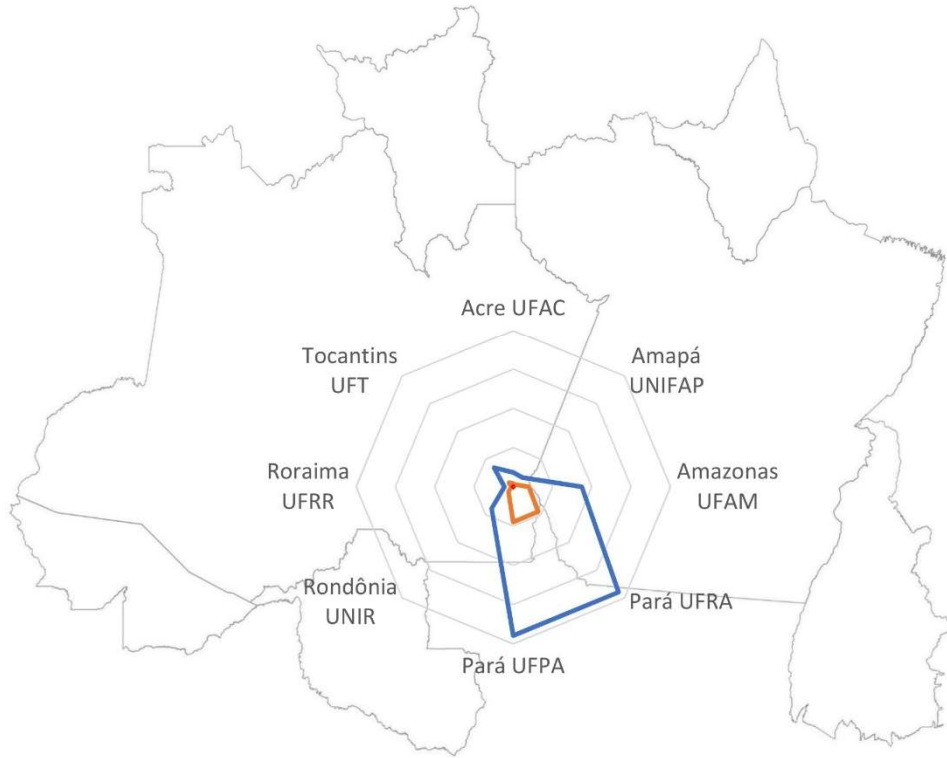 Acre UFAC
Tocantins
UFT
Amapá
UNIFAP
Roraima
UFRR
Amazonas
UFAM
Rondônia
UNIR
Pará UFRA
Pará UFPA